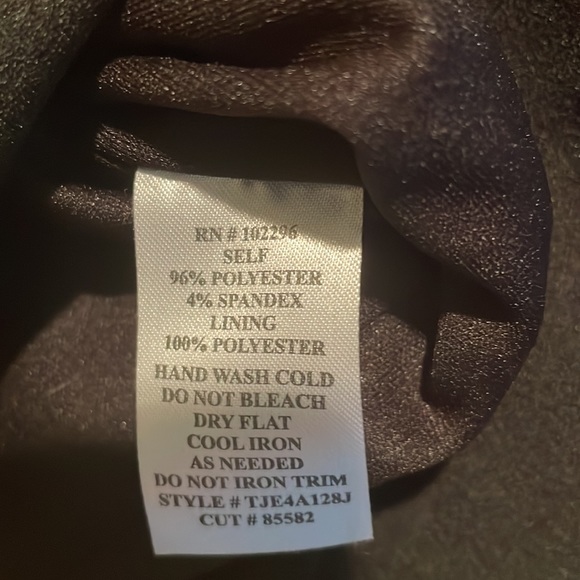 RN # 102296
SELF
96% POLYESTER
4% SPANDEX
LINING
100% POLYESTER
HAND WASH COLD
DO NOT BLEACH
DRY FLAT
COOL IRON
AS NEEDED
DO NOT IRON TRIM
STYLE # TJE4A128J
CUT # 85582